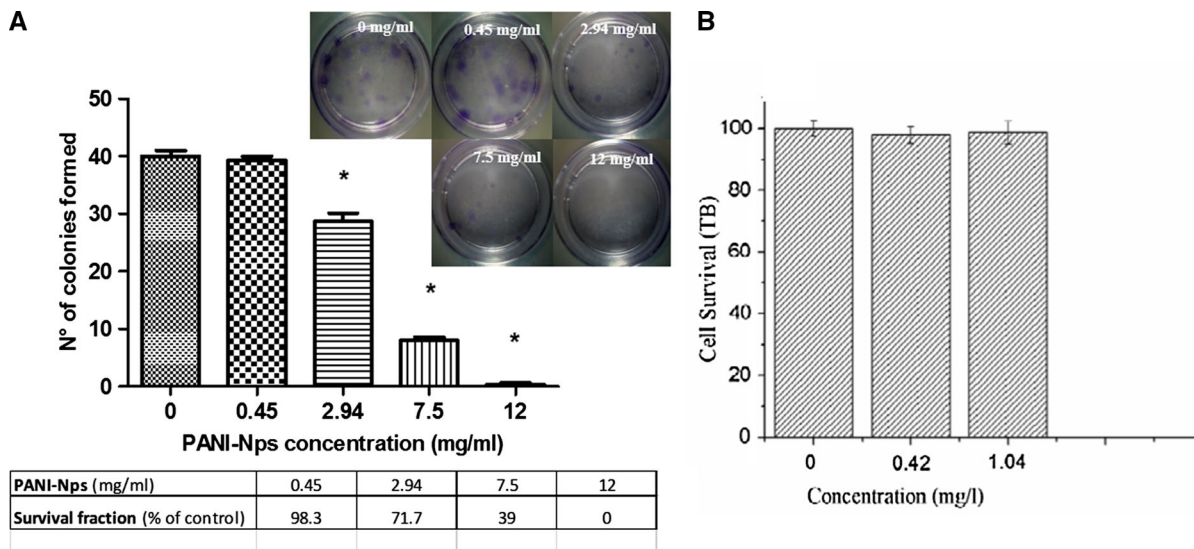 A
0 mg/ml
0.45 mg/ml
2.94 mg/ml
7.5 mg/ml
12 mg/ml
N° of colonies formed
50
40
30
20
10
0
*
*
*
0 0.45 2.94 7.5 12
PANI-Nps concentration (mg/ml)
PANI-Nps (mg/ml) 0.45 2.94 7.5 12
Survival fraction (% of control) 98.3 71.7 39 0
B
Cell Survival (TB)
100
80
60
40
20
0
0 0.42 1.04
Concentration (mg/l)